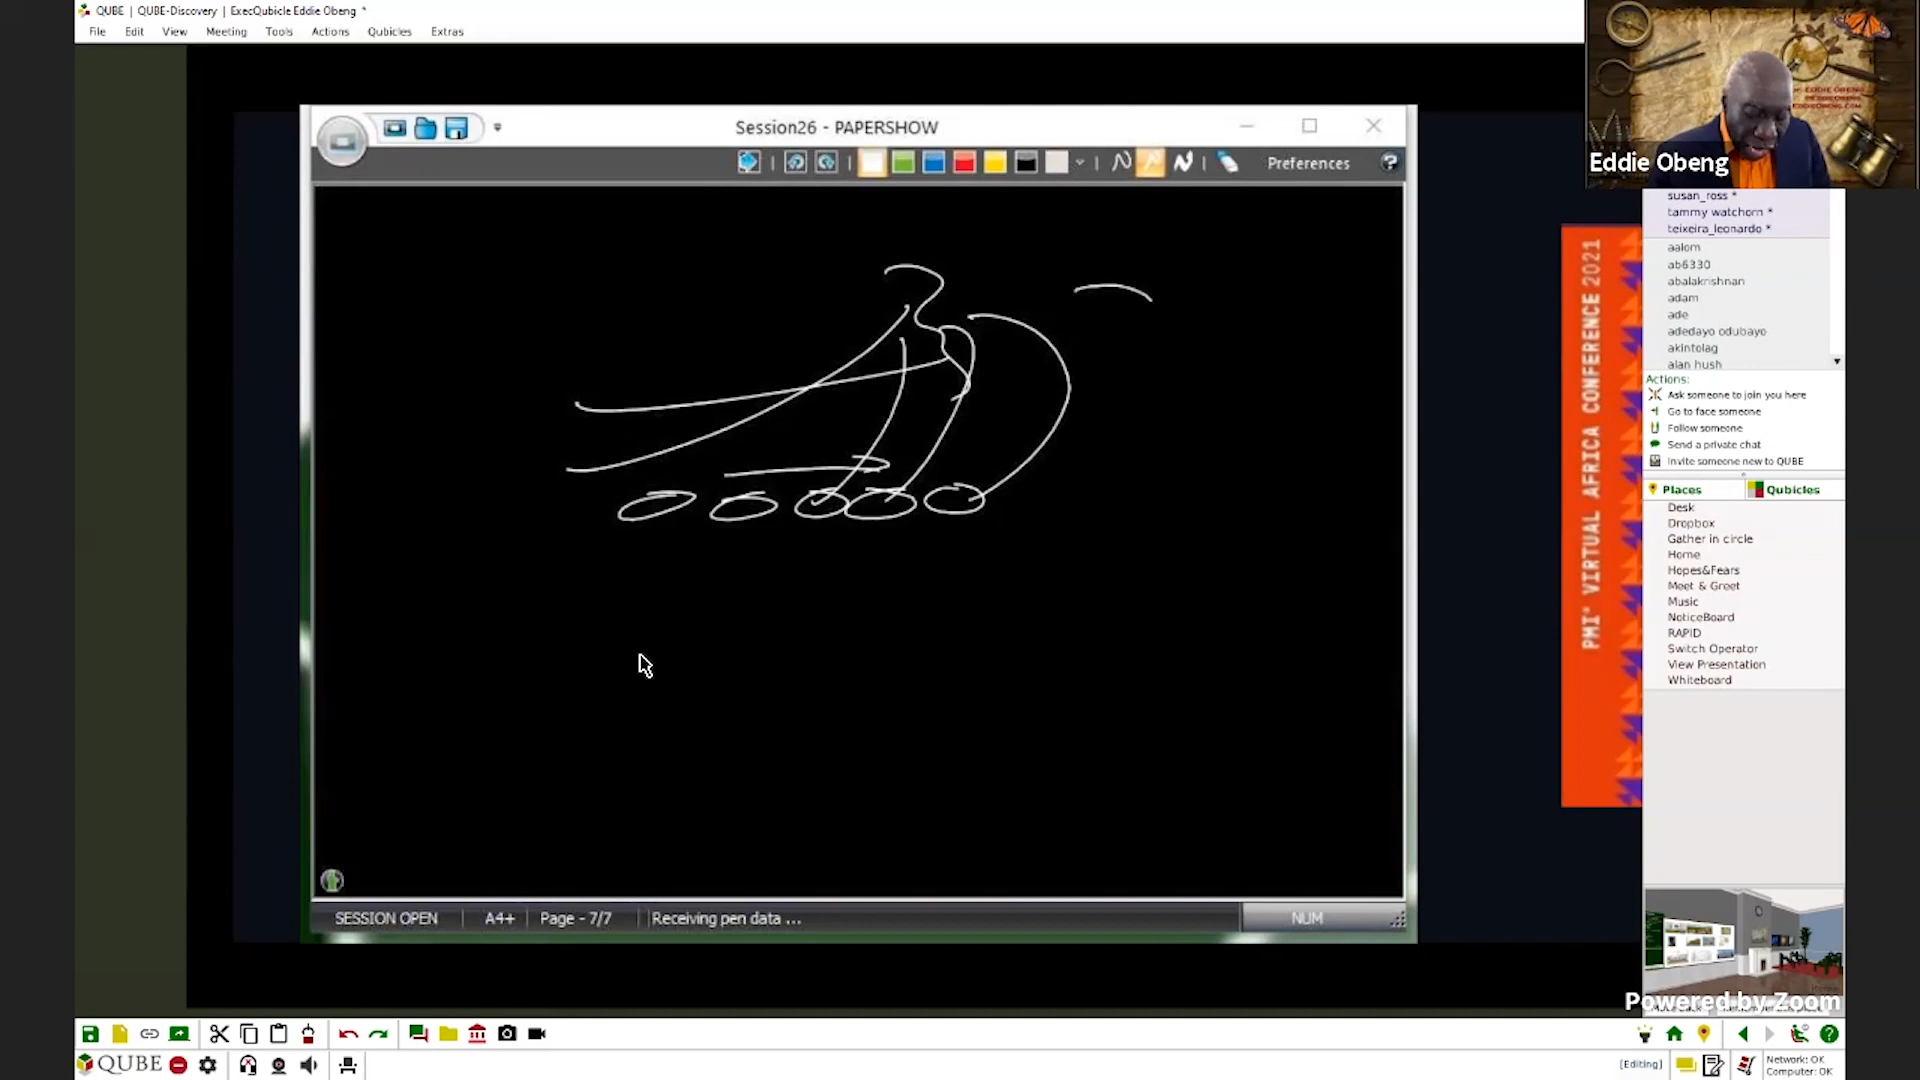 QUBE | QUBE-Discovery | ExecQubicle Eddie Obeng *
File Edit View Meeting Tools Actions Qubicles Extras
Session26 - PAPERSHOW
Preferences
SESSION OPEN A4+ Page - 7/7 Receiving pen data ...
NUM
EDDIE OBENG
Eddie Obeng
PMI® VIRTUAL AFRICA CONFERENCE 2021
susan_ross *
tammy watchorn *
teixeira_leonardo *
aalom
ab6330
abalakrishnan
adam
ade
adedayo odubayo
akintolag
alan hush
Actions:
Ask someone to join you here
Go to face someone
Follow someone
Send a private chat
Invite someone new to QUBE
Places Qubicles
Desk
Dropbox
Gather in circle
Home
Hopes&Fears
Meet & Greet
Music
NoticeBoard
RAPID
Switch Operator
View Presentation
Whiteboard
Powered by Zoom
QUBE
[Editing]
Network: OK
Computer: OK